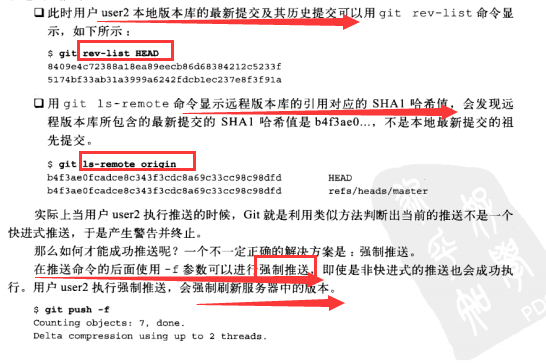 □ 此时用户 user2 本地版本库的最新提交及其历史提交可以用 git rev-list 命令显
示，如下所示：
$ git rev-list HEAD
8409e4c72388a18ea89eecb86d68384212c5233f
5174bf33ab31a3999a6242fdcb1ec237e8f3f91a
□ 用 git ls-remote 命令显示远程版本库的引用对应的 SHA1 哈希值，会发现远
程版本库所包含的最新提交的 SHA1 哈希值是 b4f3ae0…，不是本地最新提交的祖
先提交。
$ git ls-remote origin
b4f3ae0fcadce8c343f3cdc8a69c33cc98c98dfd HEAD
b4f3ae0fcadce8c343f3cdc8a69c33cc98c98dfd refs/heads/master
实际上当用户 user2 执行推送的时候，Git 就是利用类似方法判断出当前的推送不是一个
快进式推送，于是产生警告并终止。
那么如何才能成功推送呢？一个不一定正确的解决方案是：强制推送。
在推送命令的后面使用 -f 参数可以进行强制推送，即使是非快进式的推送也会成功执
行。用户 user2 执行强制推送，会强制刷新服务器中的版本。
$ git push -f
Counting objects: 7, done.
Delta compression using up to 2 threads.
PD